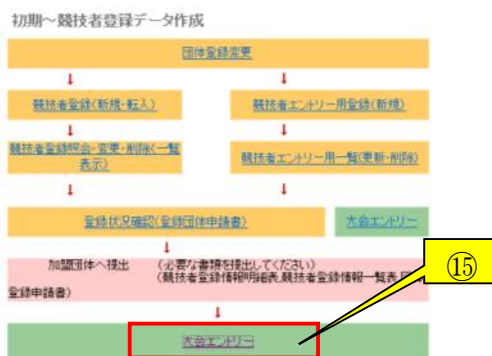 初期～競技者登録データ作成
団体登録変更
↓ ↓
競技者登録(新規・転入) 競技者エントリー用登録(新規)
↓ ↓
競技者登録照会・変更・削除(一覧
表示) 競技者エントリー用一覧(更新・削除)
↓ ↓
登録状況確認(登録団体申請書) 大会エントリー
↓
加盟団体へ提出 (必要な書類を提出してください)
(競技者登録情報明細表、競技者登録情報一覧表、
登録申請書)
⑮
↓
大会エントリー